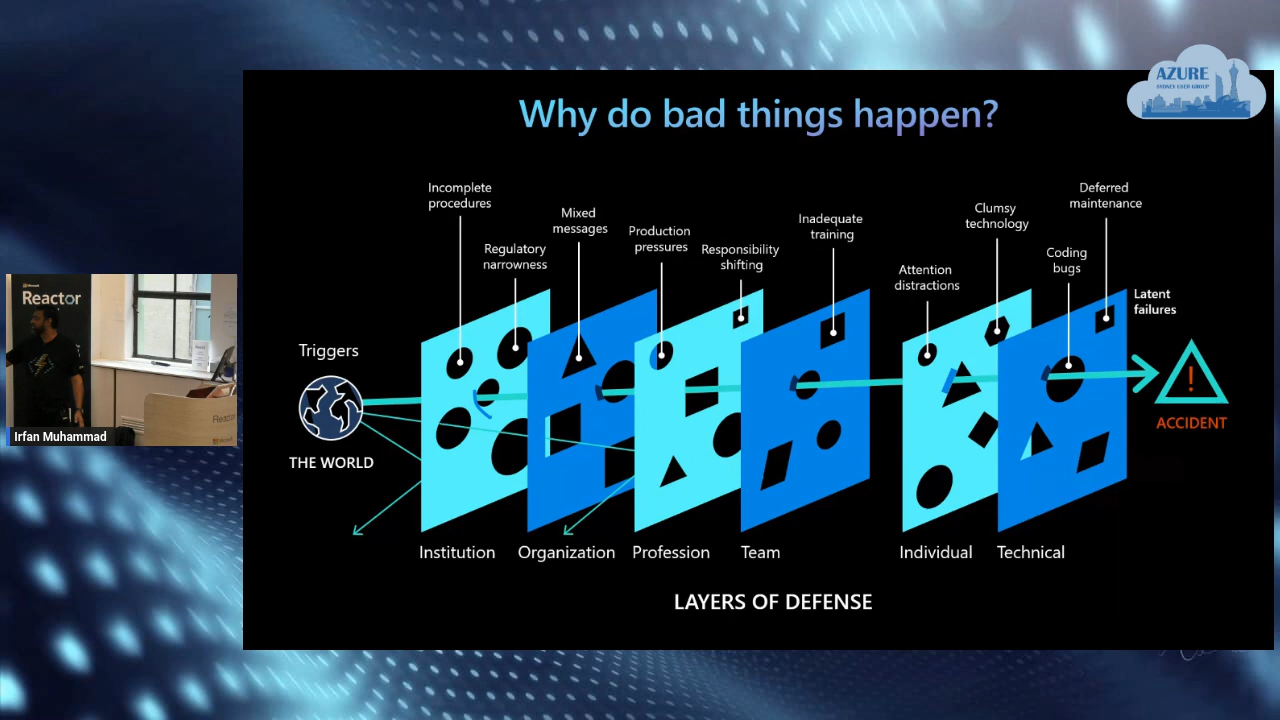 AZURE
SYDNEY USER GROUP
Why do bad things happen?
Incomplete
procedures
Regulatory
narrowness
Mixed
messages
Production
pressures
Responsibility
shifting
Inadequate
training
Attention
distractions
Clumsy
technology
Coding
bugs
Deferred
maintenance
Latent
failures
Triggers
THE WORLD
ACCIDENT
Institution
Organization
Profession
Team
Individual
Technical
LAYERS OF DEFENSE
Microsoft
Reactor
Irfan Muhammad